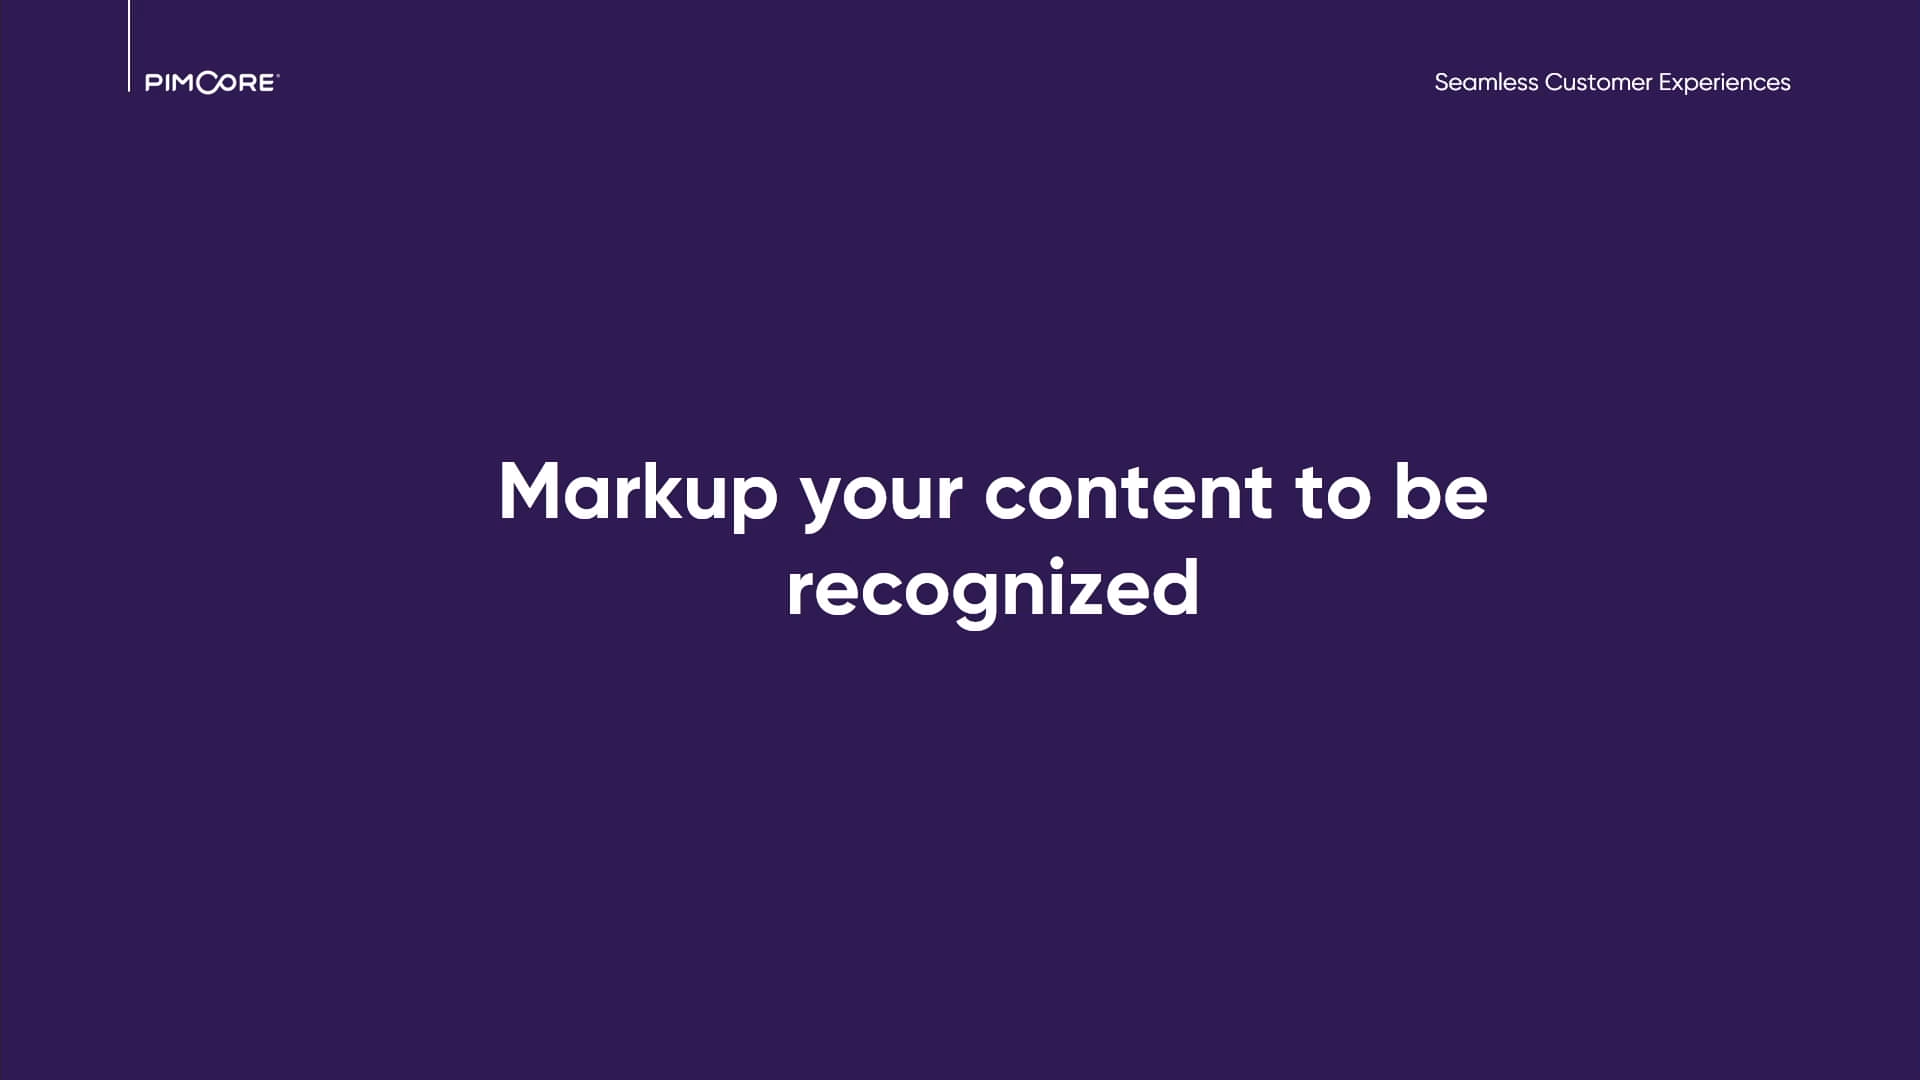 PIMCORE®
Seamless Customer Experiences
Markup your content to be
recognized